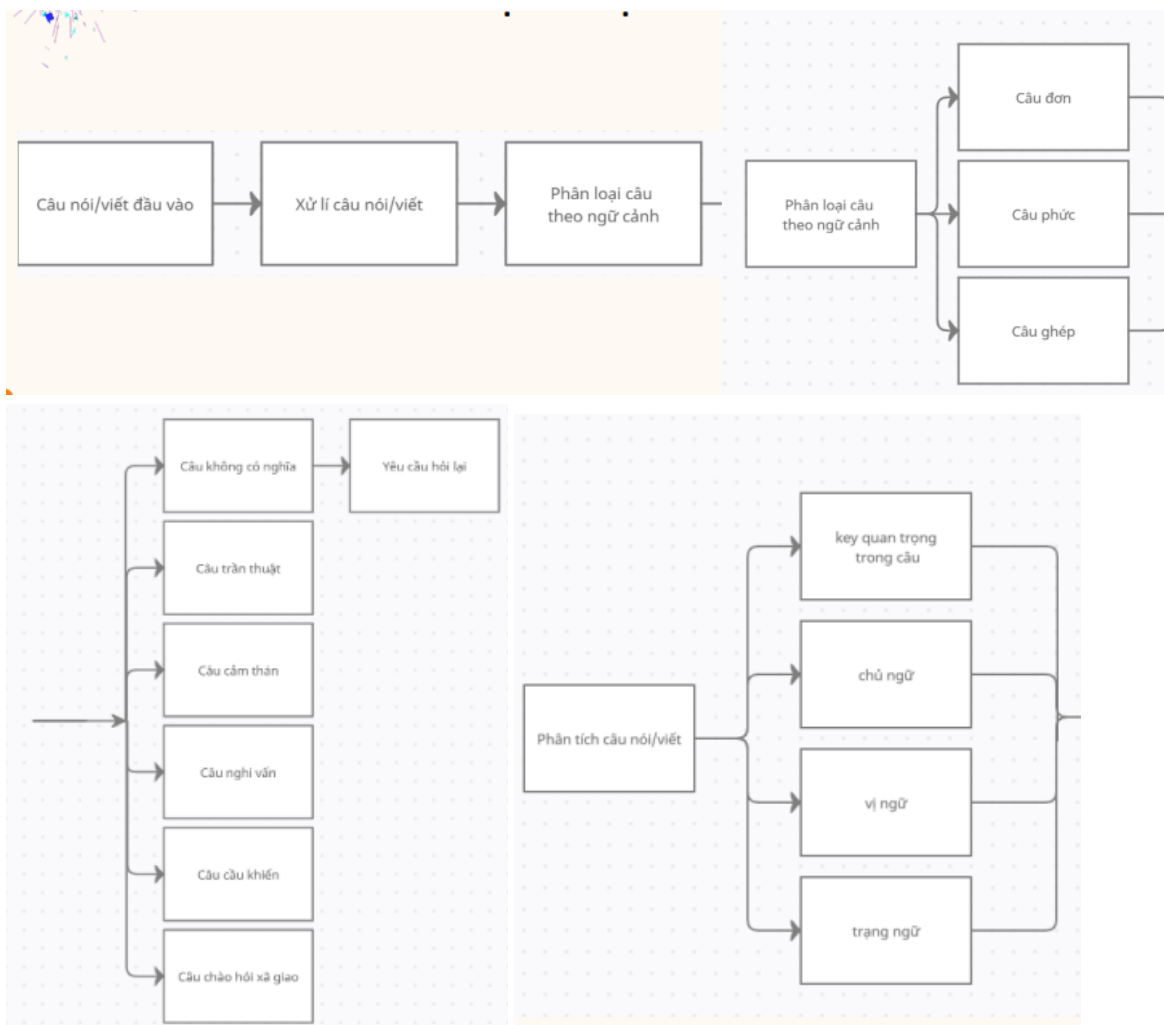 Câu nói/viết đầu vào
Xử lí câu nói/viết
Phân loại câu
theo ngữ cảnh
Phân loại câu
theo ngữ cảnh
Câu đơn
Câu phức
Câu ghép
Câu không có nghĩa
Yêu cầu hỏi lại
Câu trần thuật
Câu cảm thán
Câu nghi vấn
Câu cầu khiến
Câu chào hỏi xã giao
Phân tích câu nói/viết
key quan trọng
trong câu
chủ ngữ
vị ngữ
trạng ngữ